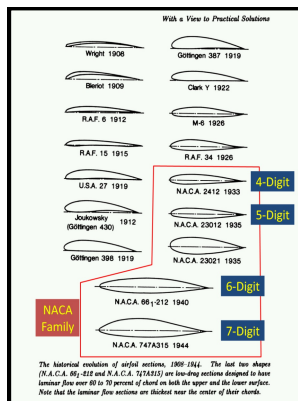 With a View to Practical Solutions
Wright 1908
Göttingen 387 1919
Bleriot 1909
Clark Y 1922
R.A.F. 6 1912
M-6 1926
R.A.F. 15 1915
R.A.F. 34 1926
U.S.A. 27 1919
4-Digit
N.A.C.A. 2412 1933
Joukowsky
(Göttingen 430) 1912
5-Digit
N.A.C.A. 23012 1935
Göttingen 398 1919
N.A.C.A. 23021 1935
6-Digit
N.A.C.A. 66₁-212 1940
NACA
Family
7-Digit
N.A.C.A. 747A315 1944
The historical evolution of airfoil sections, 1908-1944. The last two shapes
(N.A.C.A. 66₁-212 and N.A.C.A. 747A315) are low-drag sections designed to have
laminar flow over 60 to 70 percent of chord on both the upper and the lower surface.
Note that the laminar flow sections are thickest near the center of their chords.